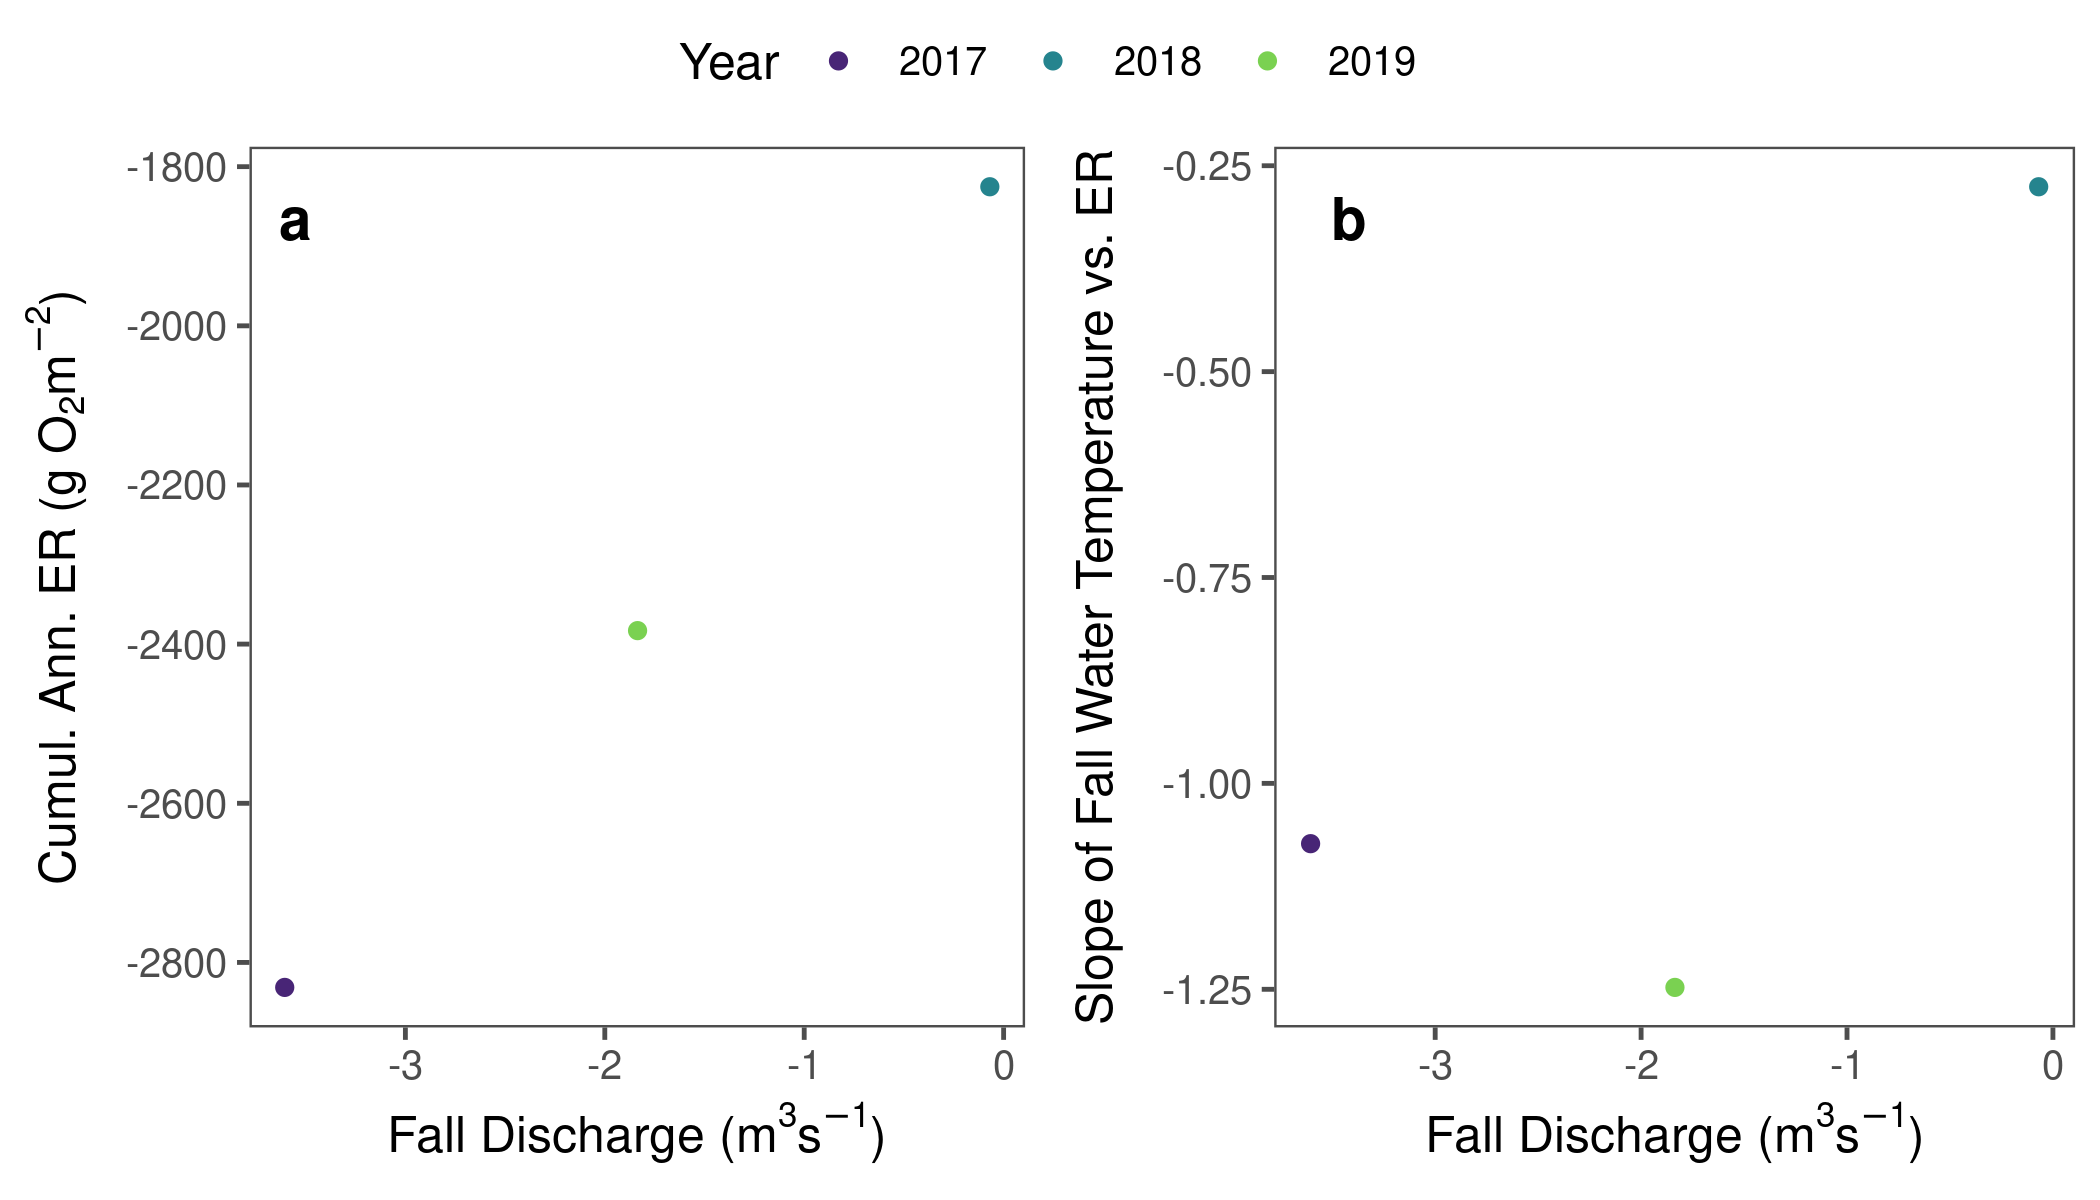 Year 2017 2018 2019
a
Cumul. Ann. ER (g O₂m⁻²)
-1800
-2000
-2200
-2400
-2600
-2800
-3 -2 -1 0
Fall Discharge (m³s⁻¹)
b
Slope of Fall Water Temperature vs. ER
-0.25
-0.50
-0.75
-1.00
-1.25
-3 -2 -1 0
Fall Discharge (m³s⁻¹)